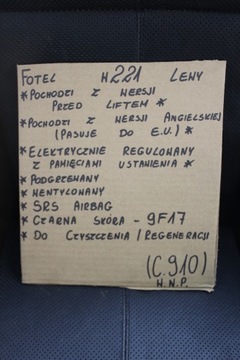 FOTEL W221 LEWY
* POCHODZI Z WERSJI
PRZED LIFTEM *
* POCHODZI Z WERSJI ANGIELSKIEJ
(PASUJE DO E.U.) *
* ELEKTRYCZNIE REGULOWANY
Z PAMIĘCIAMI USTAWIENIA *
* PODGRZEWANY
* WENTYLOWANY
* SRS AIRBAG
* CZARNA SKÓRA - 9F17
* DO CZYSZCZENIA / REGENERACJI
(C.910)
W.N.P.